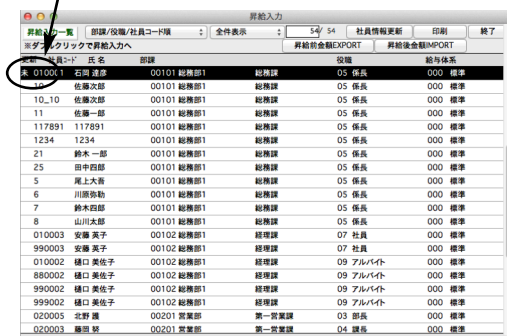 昇給入力
昇給入力一覧 部課/役職/社員コード順 全件表示 54/ 54 社員情報更新 印刷 終了
※ダブルクリックで昇給入力へ 昇給前金額EXPORT 昇給後金額IMPORT
更新 社員コード 氏 名 部課 役職 給与体系
未 010001 石岡 達彦 00101 総務部1 総務課 05 係長 000 標準
10 佐藤次郎 00101 総務部1 総務課 05 係長 000 標準
10_10 佐藤次郎 00101 総務部1 総務課 05 係長 000 標準
11 佐藤一郎 00101 総務部1 総務課 05 係長 000 標準
117891 117891 00101 総務部1 総務課 05 係長 000 標準
1234 1234 00101 総務部1 総務課 05 係長 000 標準
21 鈴木 一郎 00101 総務部1 総務課 05 係長 000 標準
25 田中四郎 00101 総務部1 総務課 05 係長 000 標準
5 尾上大吾 00101 総務部1 総務課 05 係長 000 標準
6 川原弥勒 00101 総務部1 総務課 05 係長 000 標準
7 鈴木四郎 00101 総務部1 総務課 05 係長 000 標準
8 山川太郎 00101 総務部1 総務課 05 係長 000 標準
010003 安藤 英子 00102 総務部1 経理課 07 社員 000 標準
990003 安藤 英子 00102 総務部1 経理課 07 社員 000 標準
010002 樋口 美佐子 00102 総務部1 経理課 09 アルバイト 000 標準
880002 樋口 美佐子 00102 総務部1 経理課 09 アルバイト 000 標準
990002 樋口 美佐子 00102 総務部1 経理課 09 アルバイト 000 標準
999002 樋口 美佐子 00102 総務部1 経理課 09 アルバイト 000 標準
020005 北野 護 00201 営業部 第一営業課 03 部長 000 標準
020003 藤岡 努 00201 営業部 第一営業課 04 課長 000 標準